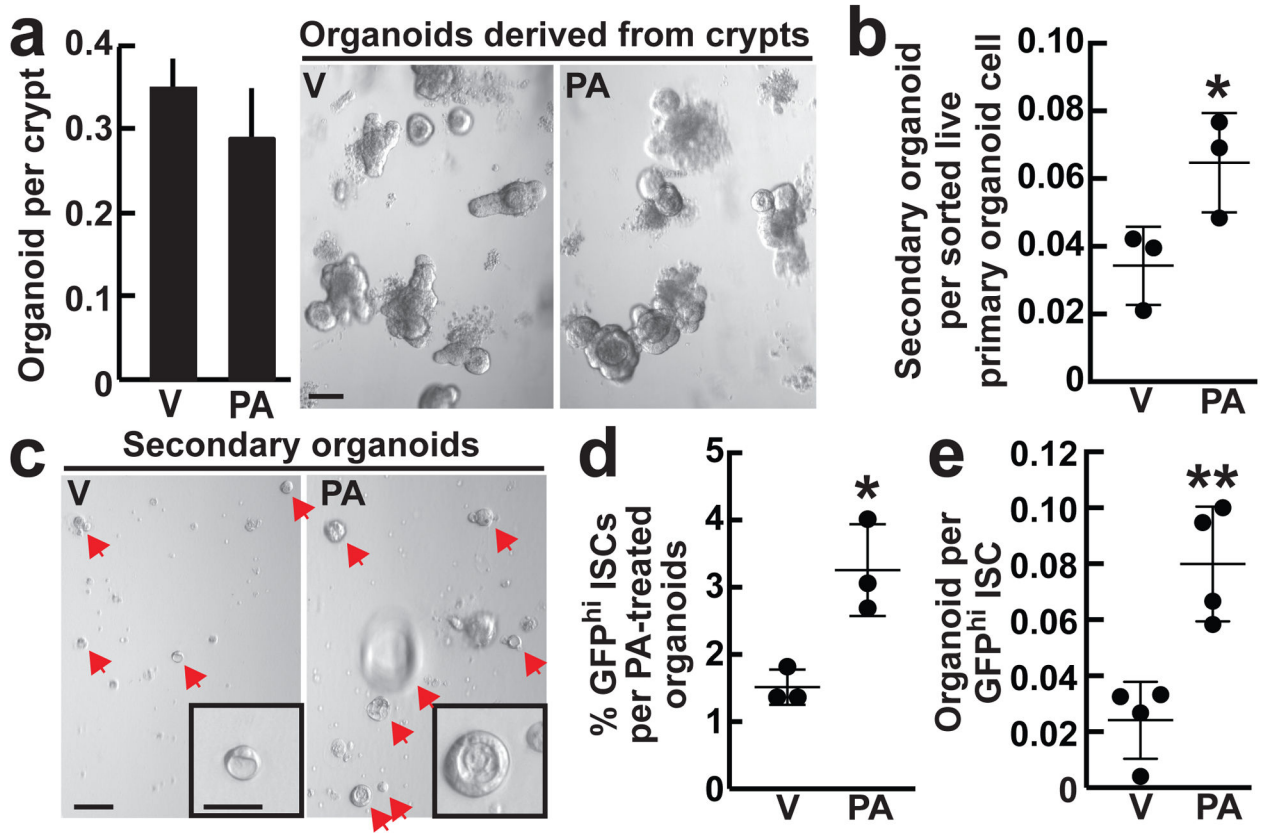 a
Organoid per crypt
0.4
0.3
0.2
0.1
0
V
PA
Organoids derived from crypts
V
PA
b
Secondary organoid
per sorted live
primary organoid cell
0.10
0.08
0.06
0.04
0.02
0
*
V
PA
c
Secondary organoids
V
PA
d
% GFPhi ISCs
per PA-treated
organoids
5
4
3
2
1
0
*
V
PA
e
Organoid per
GFPhi ISC
0.12
0.10
0.08
0.06
0.04
0.02
0
**
V
PA